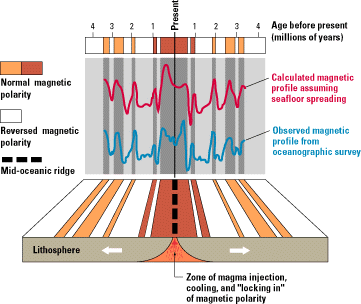 Present
4 3 2 1 1 2 3 4
Age before present
(millions of years)
Normal magnetic
polarity
Reversed magnetic
polarity
Mid-oceanic ridge
Calculated magnetic
profile assuming
seafloor spreading
Observed magnetic
profile from
oceanographic survey
Lithosphere
Zone of magma injection,
cooling, and "locking in"
of magnetic polarity